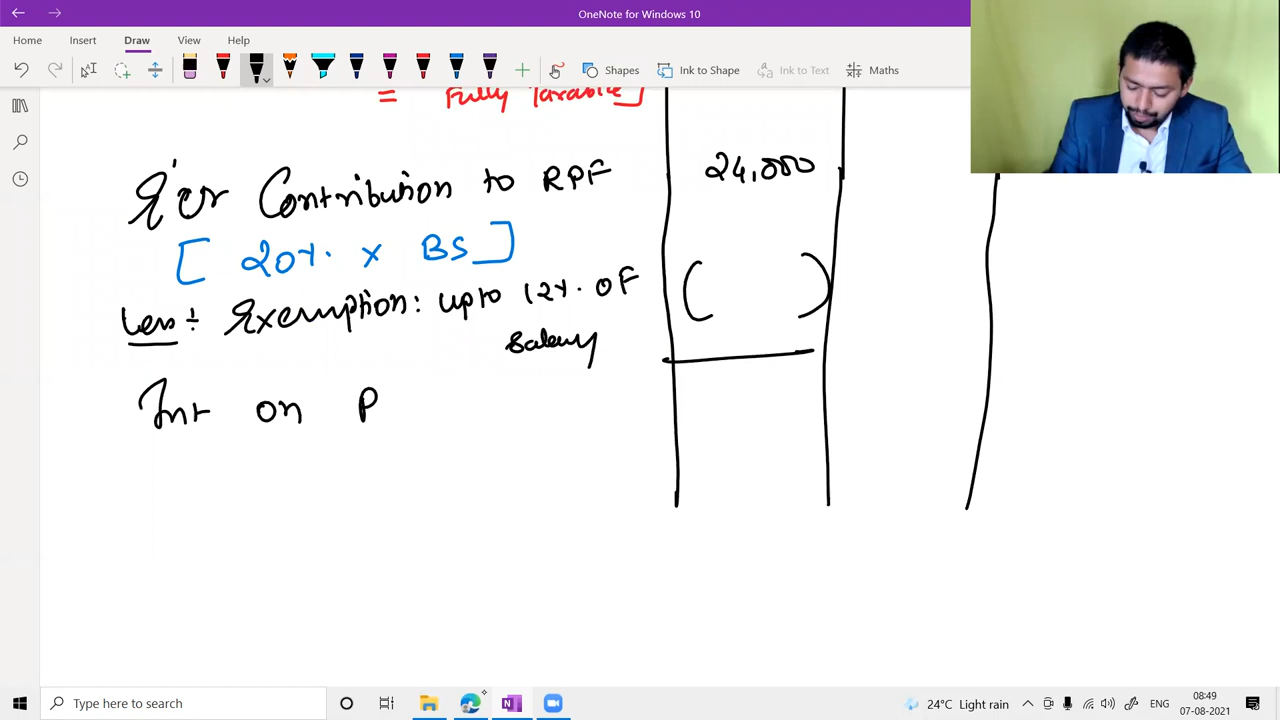 OneNote for Windows 10
Home Insert Draw View Help
Shapes Ink to Shape Ink to Text Maths
= Fully Taxable]
E'er Contribution to RPF 24,000
[ 20%. x BS ]
Less÷ Exemption: upto 12%. OF ( )
Salary
Int on P
Type here to search
24°C Light rain ENG 08:49
07-08-2021